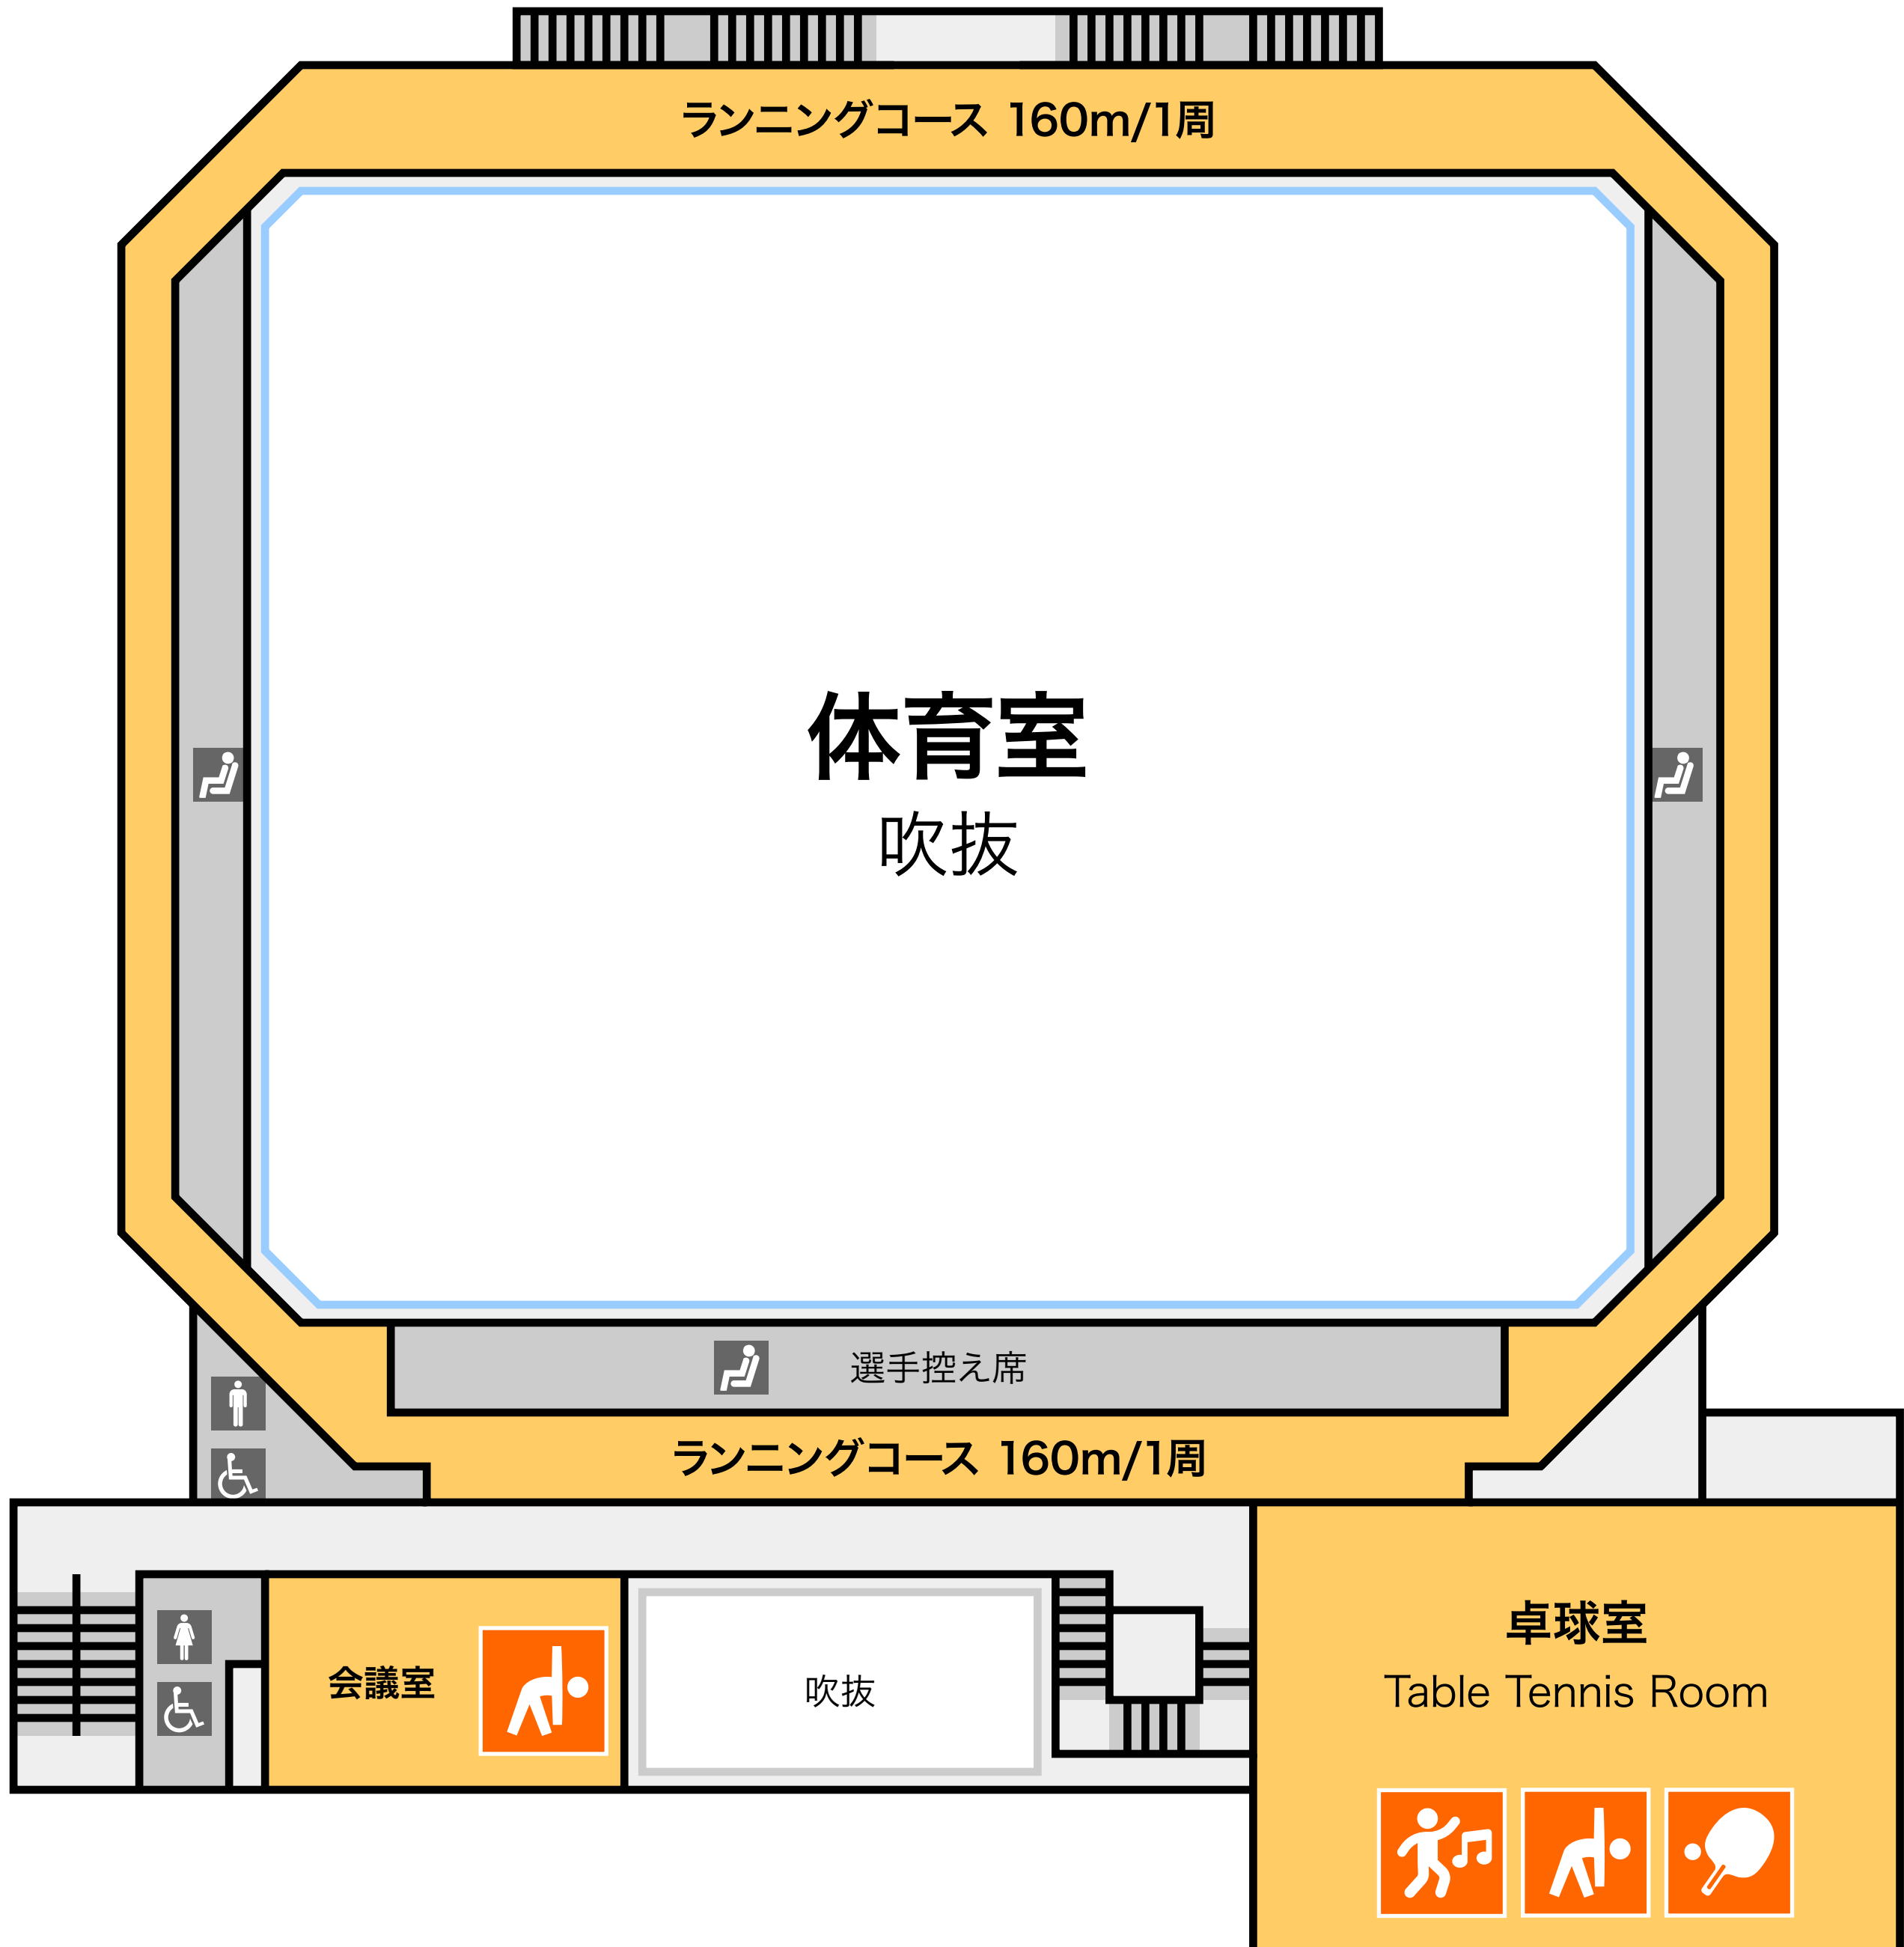 ランニングコース 160m/1周
体育室
吹抜
選手控え席
ランニングコース 160m/1周
会議室
吹抜
卓球室
Table Tennis Room